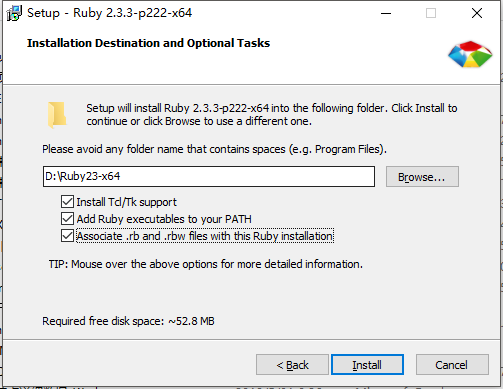 Setup - Ruby 2.3.3-p222-x64
Installation Destination and Optional Tasks
Setup will install Ruby 2.3.3-p222-x64 into the following folder. Click Install to
continue or click Browse to use a different one.
Please avoid any folder name that contains spaces (e.g. Program Files).
D:\Ruby23-x64
Browse...
Install Tcl/Tk support
Add Ruby executables to your PATH
Associate .rb and .rbw files with this Ruby installation
TIP: Mouse over the above options for more detailed information.
Required free disk space: ~52.8 MB
< Back
Install
Cancel